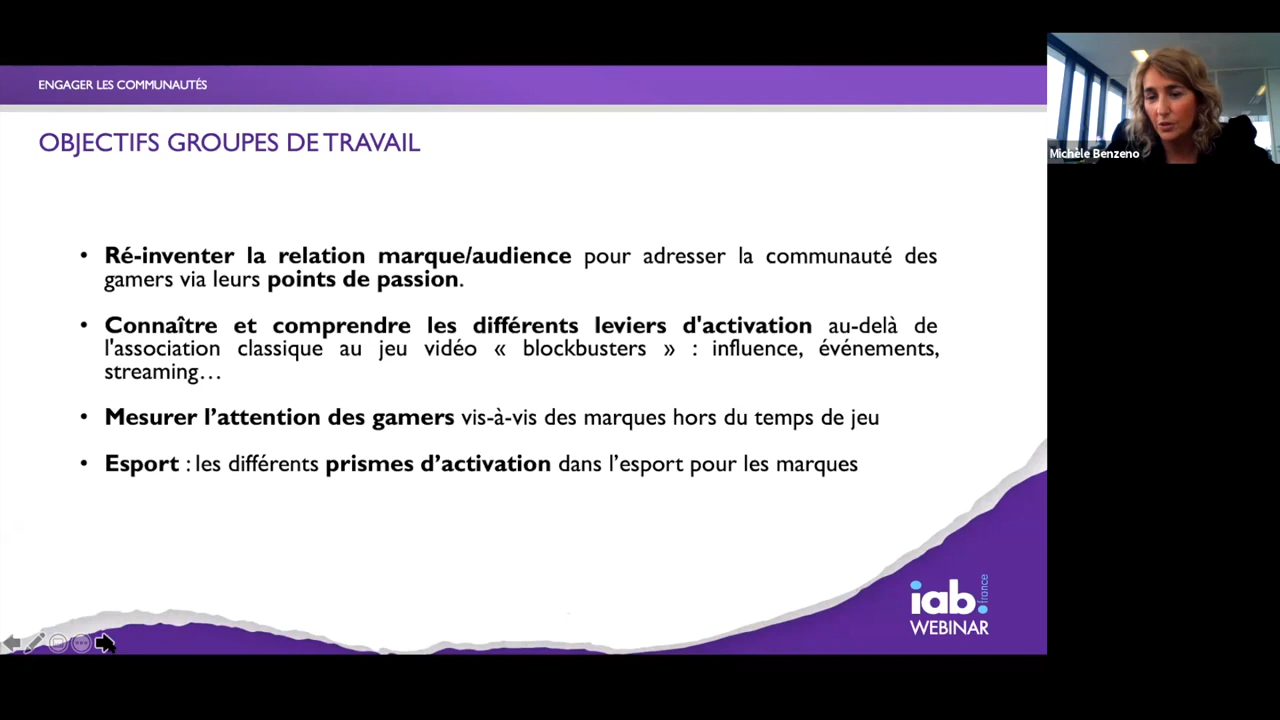 ENGAGER LES COMMUNAUTÉS
OBJECTIFS GROUPES DE TRAVAIL
• Ré-inventer la relation marque/audience pour adresser la communauté des
gamers via leurs points de passion.
• Connaître et comprendre les différents leviers d'activation au-delà de
l'association classique au jeu vidéo « blockbusters » : influence, événements,
streaming…
• Mesurer l’attention des gamers vis-à-vis des marques hors du temps de jeu
• Esport : les différents prismes d’activation dans l’esport pour les marques
iab. france
WEBINAR
Michèle Benzeno